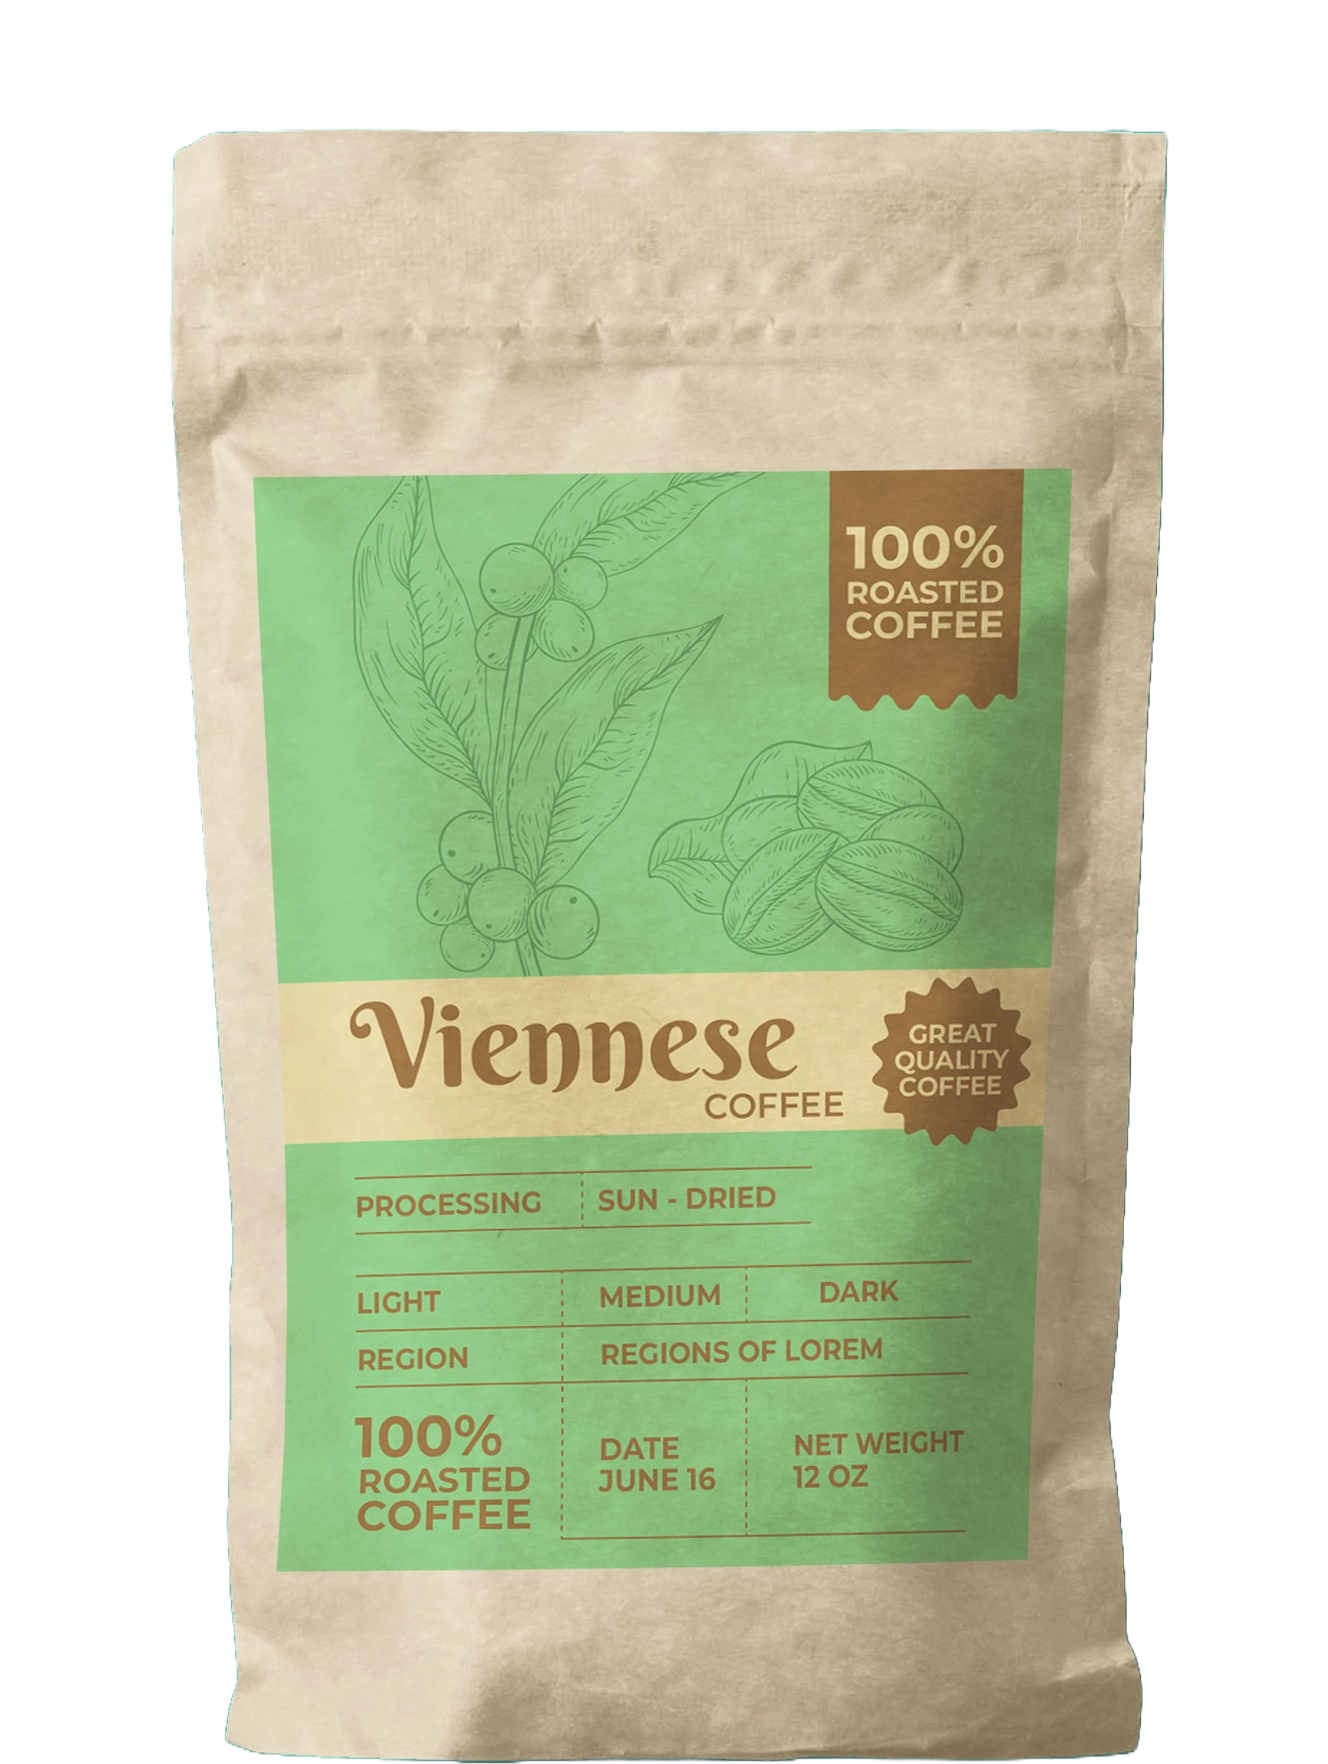 100%
ROASTED
COFFEE
Viennese
COFFEE
GREAT
QUALITY
COFFEE
PROCESSING SUN - DRIED
LIGHT MEDIUM DARK
REGION REGIONS OF LOREM
100%
ROASTED
COFFEE
DATE
JUNE 16
NET WEIGHT
12 OZ